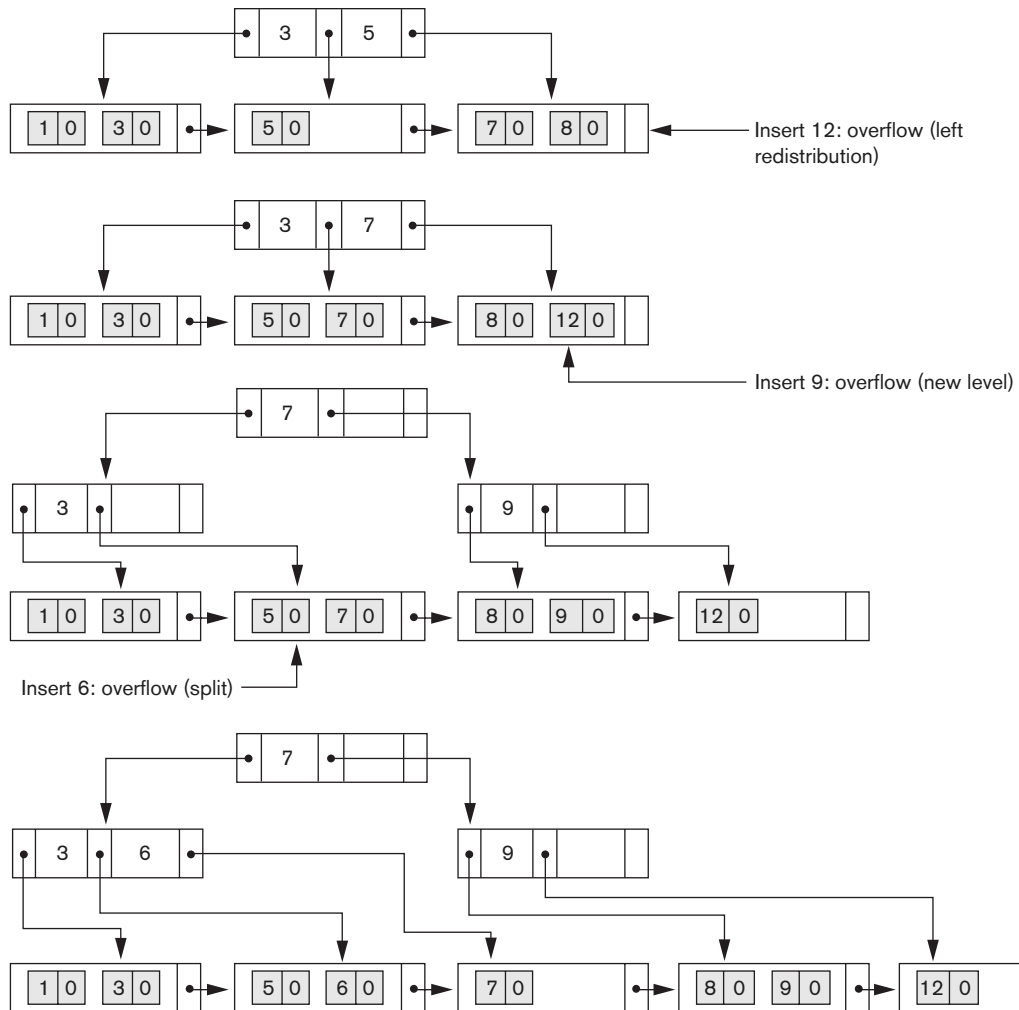 3 5
1 0 3 0 5 0 7 0 8 0
Insert 12: overflow (left
redistribution)
3 7
1 0 3 0 5 0 7 0 8 0 12 0
Insert 9: overflow (new level)
7
3 9
1 0 3 0 5 0 7 0 8 0 9 0 12 0
Insert 6: overflow (split)
7
3 6 9
1 0 3 0 5 0 6 0 7 0 8 0 9 0 12 0